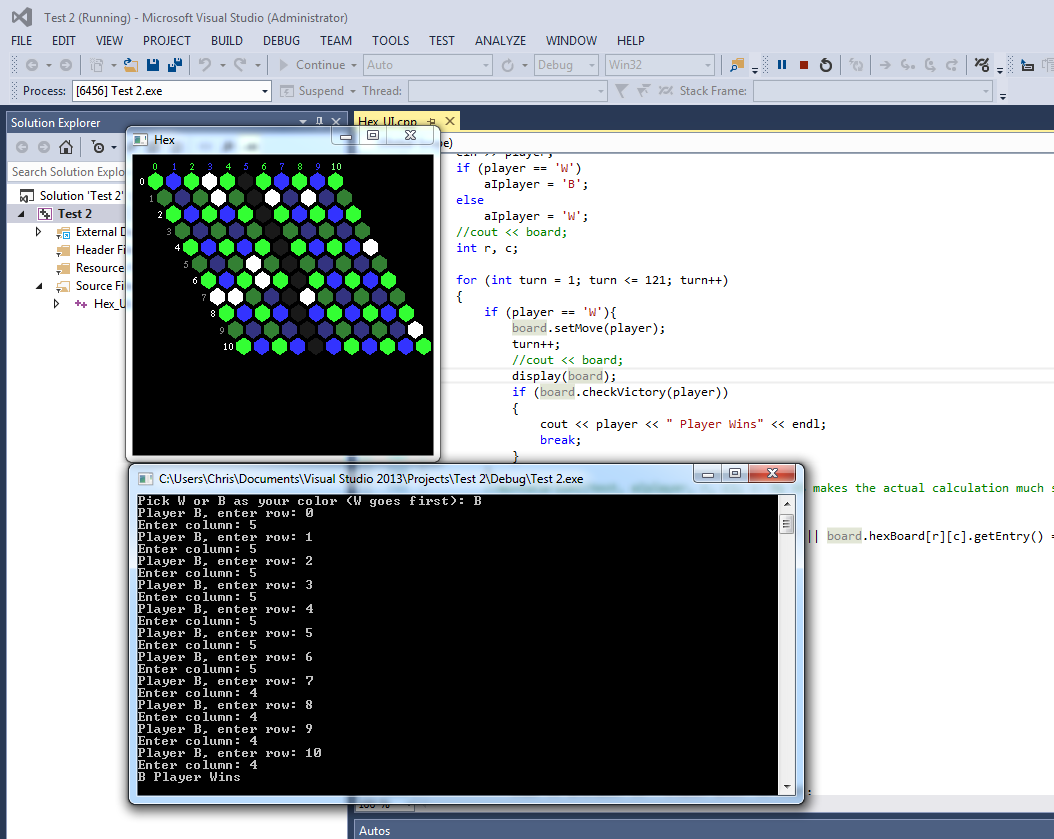 Test 2 (Running) - Microsoft Visual Studio (Administrator)
FILE EDIT VIEW PROJECT BUILD DEBUG TEAM TOOLS TEST ANALYZE WINDOW HELP
Continue Auto Debug Win32
Process: [6456] Test 2.exe Suspend Thread: Stack Frame:
Solution Explorer
Search Solution Explo
Solution 'Test 2'
Test 2
External D
Header Fi
Resource
Source Fi
Hex_U
Hex
0 1 2 3 4 5 6 7 8 9 10
0
1
2
3
4
5
6
7
8
9
10
Hex_UI.cpp
cin >> player;
if (player == 'W')
aIplayer = 'B';
else
aIplayer = 'W';
//cout << board;
int r, c;
for (int turn = 1; turn <= 121; turn++)
{
if (player == 'W'){
board.setMove(player);
turn++;
//cout << board;
display(board);
if (board.checkVictory(player))
{
cout << player << " Player Wins" << endl;
break;
}
makes the actual calculation much s
|| board.hexBoard[r][c].getEntry() =
C:\Users\Chris\Documents\Visual Studio 2013\Projects\Test 2\Debug\Test 2.exe
Pick W or B as your color (W goes first): B
Player B, enter row: 0
Enter column: 5
Player B, enter row: 1
Enter column: 5
Player B, enter row: 2
Enter column: 5
Player B, enter row: 3
Enter column: 5
Player B, enter row: 4
Enter column: 5
Player B, enter row: 5
Enter column: 5
Player B, enter row: 6
Enter column: 5
Player B, enter row: 7
Enter column: 4
Player B, enter row: 8
Enter column: 4
Player B, enter row: 9
Enter column: 4
Player B, enter row: 10
Enter column: 4
B Player Wins
100 %
Autos